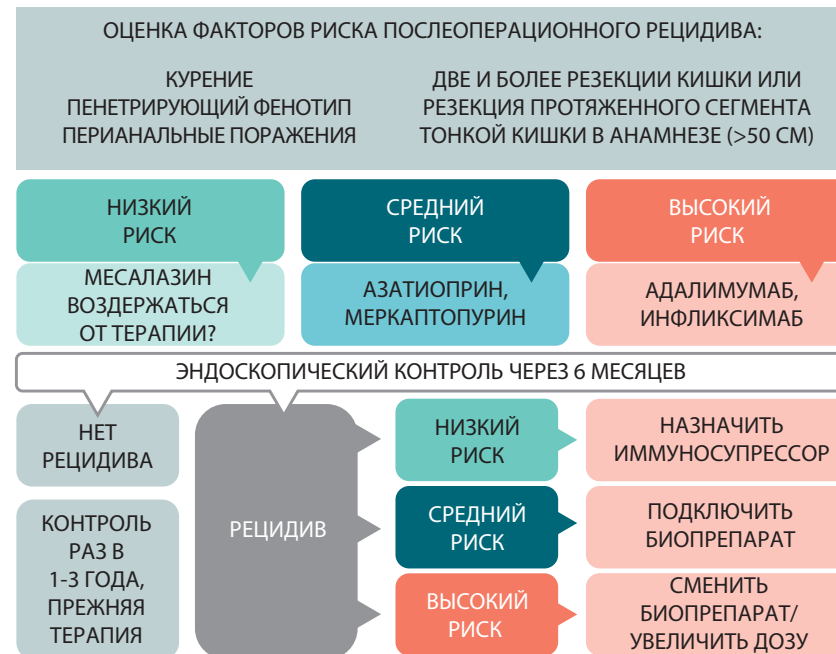 ОЦЕНКА ФАКТОРОВ РИСКА ПОСЛЕОПЕРАЦИОННОГО РЕЦИДИВА:
КУРЕНИЕ
ПЕНЕТРИРУЮЩИЙ ФЕНОТИП
ПЕРИАНАЛЬНЫЕ ПОРАЖЕНИЯ
ДВЕ И БОЛЕЕ РЕЗЕКЦИИ КИШКИ ИЛИ
РЕЗЕКЦИЯ ПРОТЯЖЕННОГО СЕГМЕНТА
ТОНКОЙ КИШКИ В АНАМНЕЗЕ (>50 СМ)
НИЗКИЙ
РИСК
СРЕДНИЙ
РИСК
ВЫСОКИЙ
РИСК
МЕСАЛАЗИН
ВОЗДЕРЖАТЬСЯ
ОТ ТЕРАПИИ?
АЗАТИОПРИН,
МЕРКАПТОПУРИН
АДАЛИМУМАБ,
ИНФЛИКСИМАБ
ЭНДОСКОПИЧЕСКИЙ КОНТРОЛЬ ЧЕРЕЗ 6 МЕСЯЦЕВ
НЕТ
РЕЦИДИВА
КОНТРОЛЬ
РАЗ В
1-3 ГОДА,
ПРЕЖНЯЯ
ТЕРАПИЯ
РЕЦИДИВ
НИЗКИЙ
РИСК
НАЗНАЧИТЬ
ИММУНОСУПРЕССОР
СРЕДНИЙ
РИСК
ПОДКЛЮЧИТЬ
БИОПРЕПАРАТ
ВЫСОКИЙ
РИСК
СМЕНИТЬ
БИОПРЕПАРАТ/
УВЕЛИЧИТЬ ДОЗУ